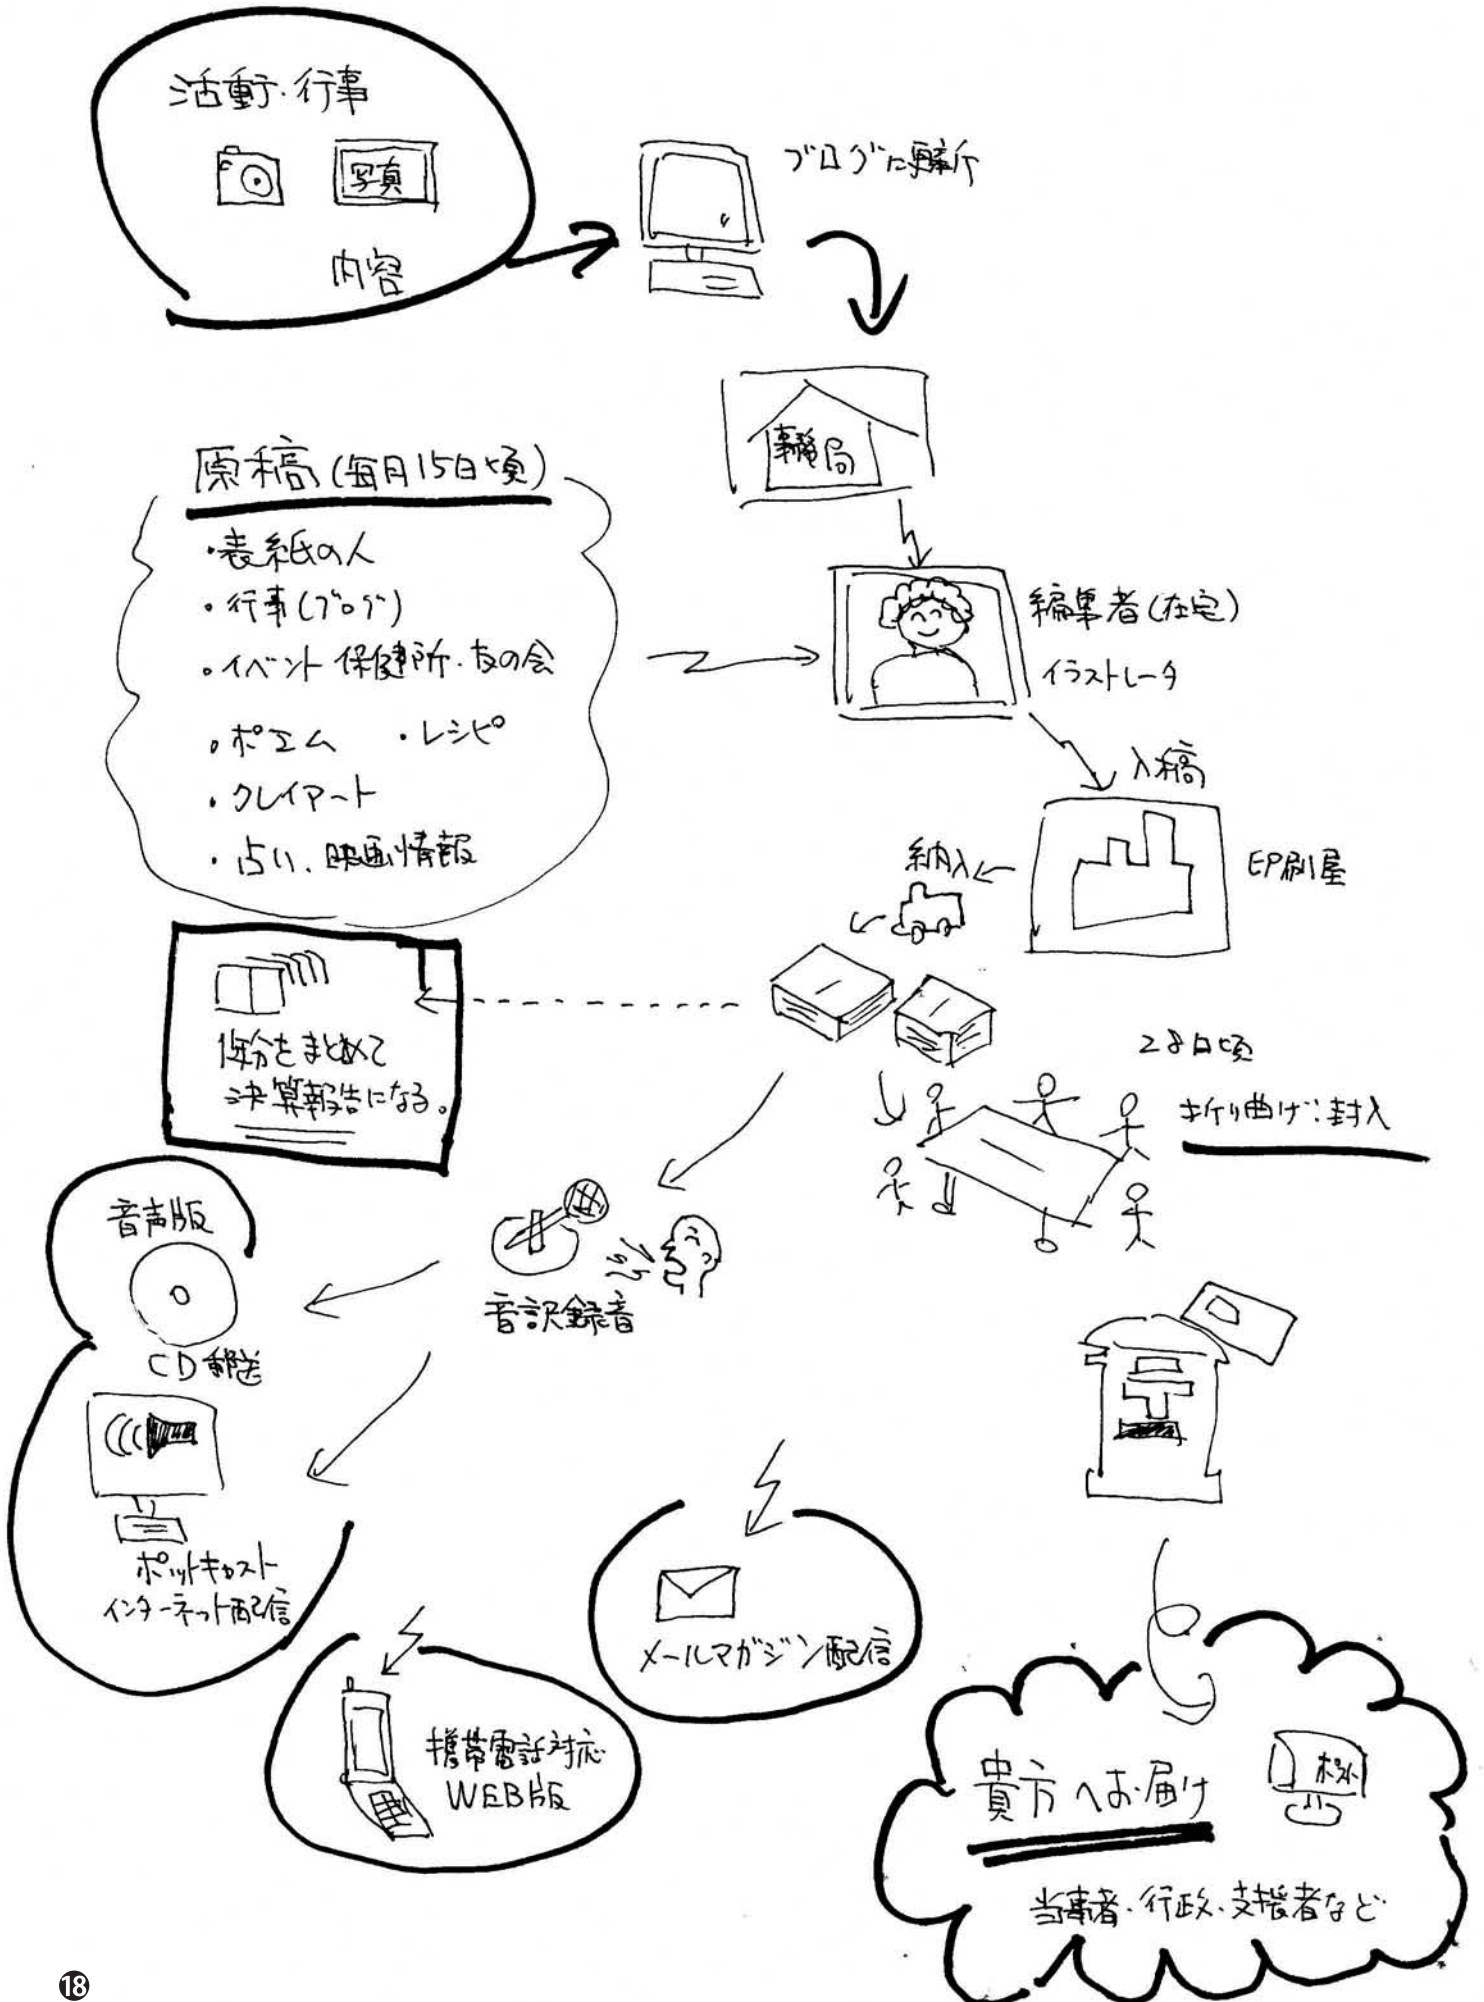 活動・行事
写真
内容
ブログに更新
事務局
原稿(毎月15日頃)
・表紙の人
・行事(ブログ)
・イベント 保健所・友の会
・ポエム ・レシピ
・クレイアート
・占い、映画情報
編集者(在宅)
イラストレータ
入稿
印刷屋
納入
1年分をまとめて
決算報告になる。
28日頃
折り曲げ:封入
音声版
CD郵送
音訳録音
〒
ポットキャスト
インターネット配信
メールマガジン配信
携帯電話対応
WEB版
貴方へお届け
ポスト
当事者・行政・支援者など
18